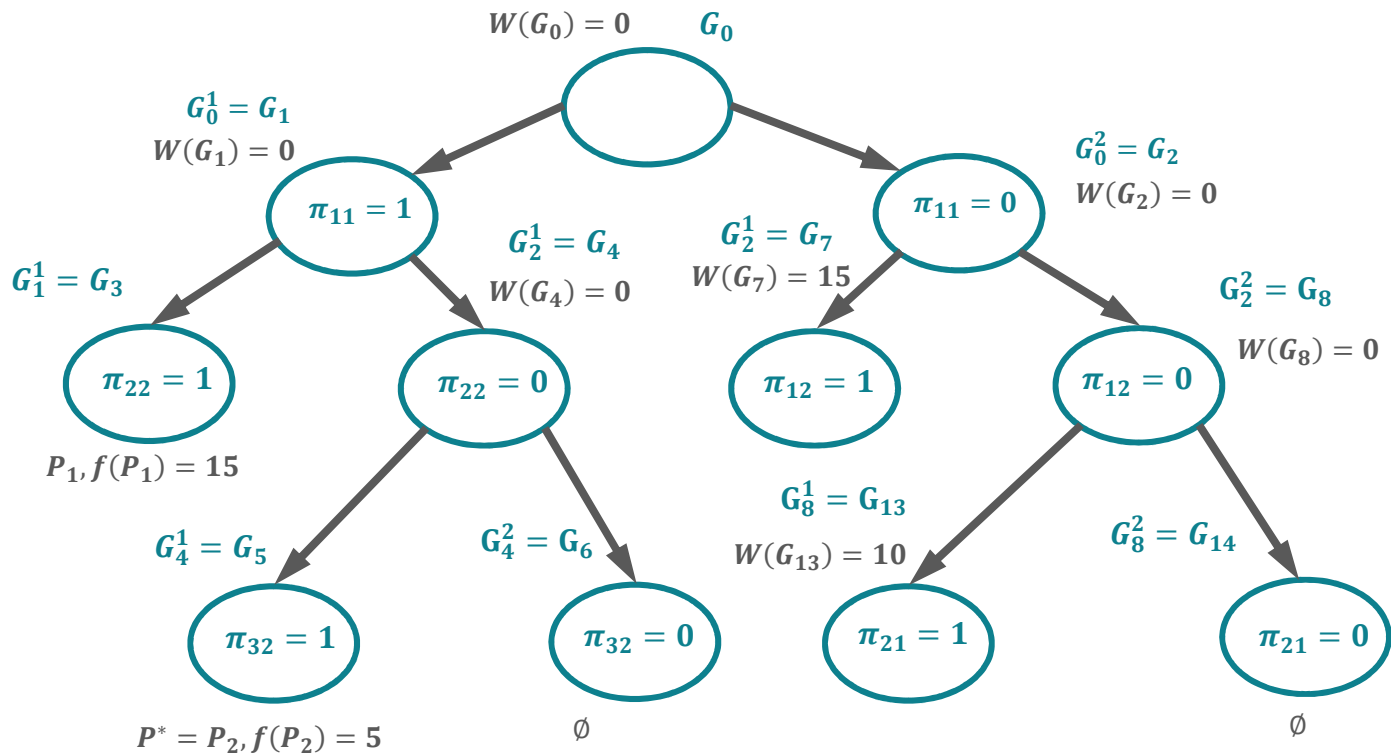 W(G₀) = 0
G₀
G₀¹ = G₁
W(G₁) = 0
G₀² = G₂
W(G₂) = 0
π₁₁ = 1
π₁₁ = 0
G₁¹ = G₃
G₂¹ = G₄
W(G₄) = 0
G₂¹ = G₇
W(G₇) = 15
G₂² = G₈
W(G₈) = 0
π₂₂ = 1
π₂₂ = 0
π₁₂ = 1
π₁₂ = 0
P₁, f(P₁) = 15
G₄¹ = G₅
G₄² = G₆
G₈¹ = G₁₃
W(G₁₃) = 10
G₈² = G₁₄
π₃₂ = 1
π₃₂ = 0
π₂₁ = 1
π₂₁ = 0
P* = P₂, f(P₂) = 5
∅
∅